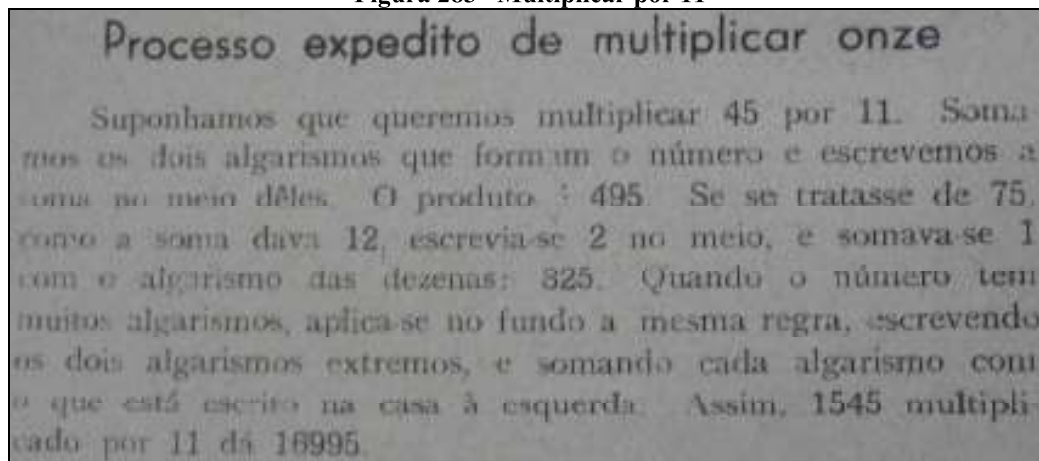 Figura 285 - Multiplicar por 11
Processo expedito de multiplicar onze
Suponhamos que queremos multiplicar 45 por 11. Soma-
mos os dois algarismos que formam o número e escrevemos a
soma no meio dêles. O produto é 495. Se se tratasse de 75,
como a soma dava 12, escrevia-se 2 no meio, e somava-se 1
com o algarismo das dezenas: 825. Quando o número tem
muitos algarismos, aplica-se no fundo a mesma regra, escrevendo
os dois algarismos extremos, e somando cada algarismo com
o que está escrito na casa à esquerda. Assim, 1545 multipli-
cado por 11 dá 16995.